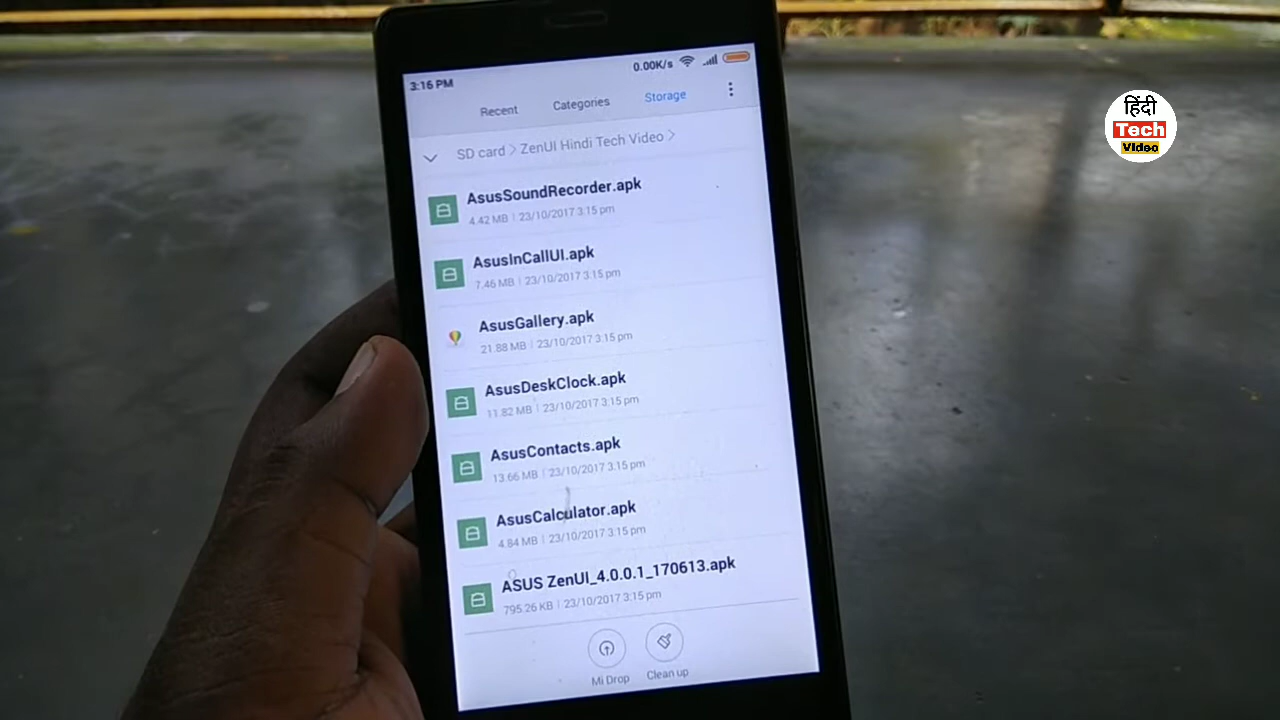 3:16 PM
0.00K/s
Recent
Categories
Storage
SD card > ZenUI Hindi Tech Video >
AsusSoundRecorder.apk
4.42 MB | 23/10/2017 3:15 pm
AsusInCallUI.apk
7.46 MB | 23/10/2017 3:15 pm
AsusGallery.apk
21.88 MB | 23/10/2017 3:15 pm
AsusDeskClock.apk
11.82 MB | 23/10/2017 3:15 pm
AsusContacts.apk
13.66 MB | 23/10/2017 3:15 pm
AsusCalculator.apk
4.84 MB | 23/10/2017 3:15 pm
ASUS ZenUI_4.0.0.1_170613.apk
795.26 KB | 23/10/2017 3:15 pm
Mi Drop
Clean up
हिंदी
Tech
Video